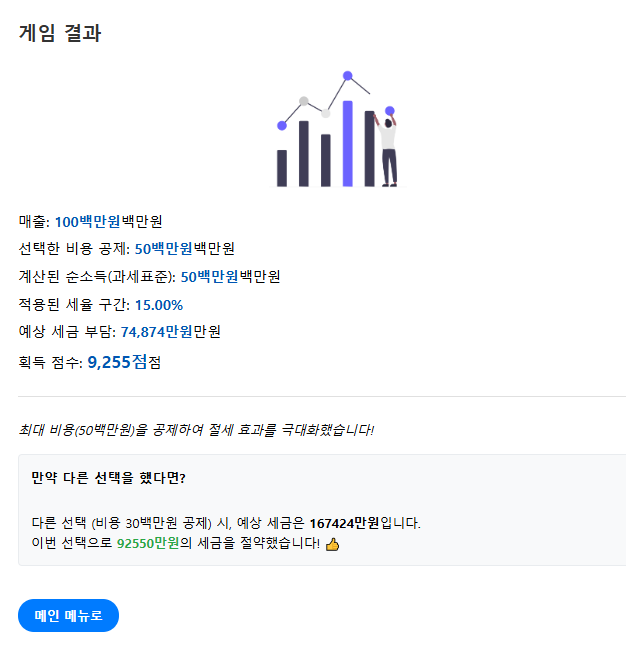 게임 결과
매출: 100백만원백만원
선택한 비용 공제: 50백만원백만원
계산된 순소득(과세표준): 50백만원백만원
적용된 세율 구간: 15.00%
예상 세금 부담: 74,874만원만원
획득 점수: 9,255점점
최대 비용(50백만원)을 공제하여 절세 효과를 극대화했습니다!
만약 다른 선택을 했다면?
다른 선택 (비용 30백만원 공제) 시, 예상 세금은 167424만원입니다.
이번 선택으로 92550만원의 세금을 절약했습니다! 👍
메인 메뉴로